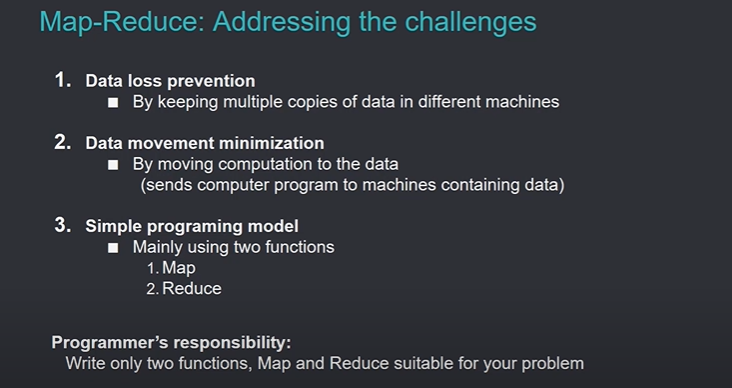 Map-Reduce: Addressing the challenges
1. Data loss prevention
■ By keeping multiple copies of data in different machines
2. Data movement minimization
■ By moving computation to the data
(sends computer program to machines containing data)
3. Simple programing model
■ Mainly using two functions
1. Map
2. Reduce
Programmer's responsibility:
Write only two functions, Map and Reduce suitable for your problem